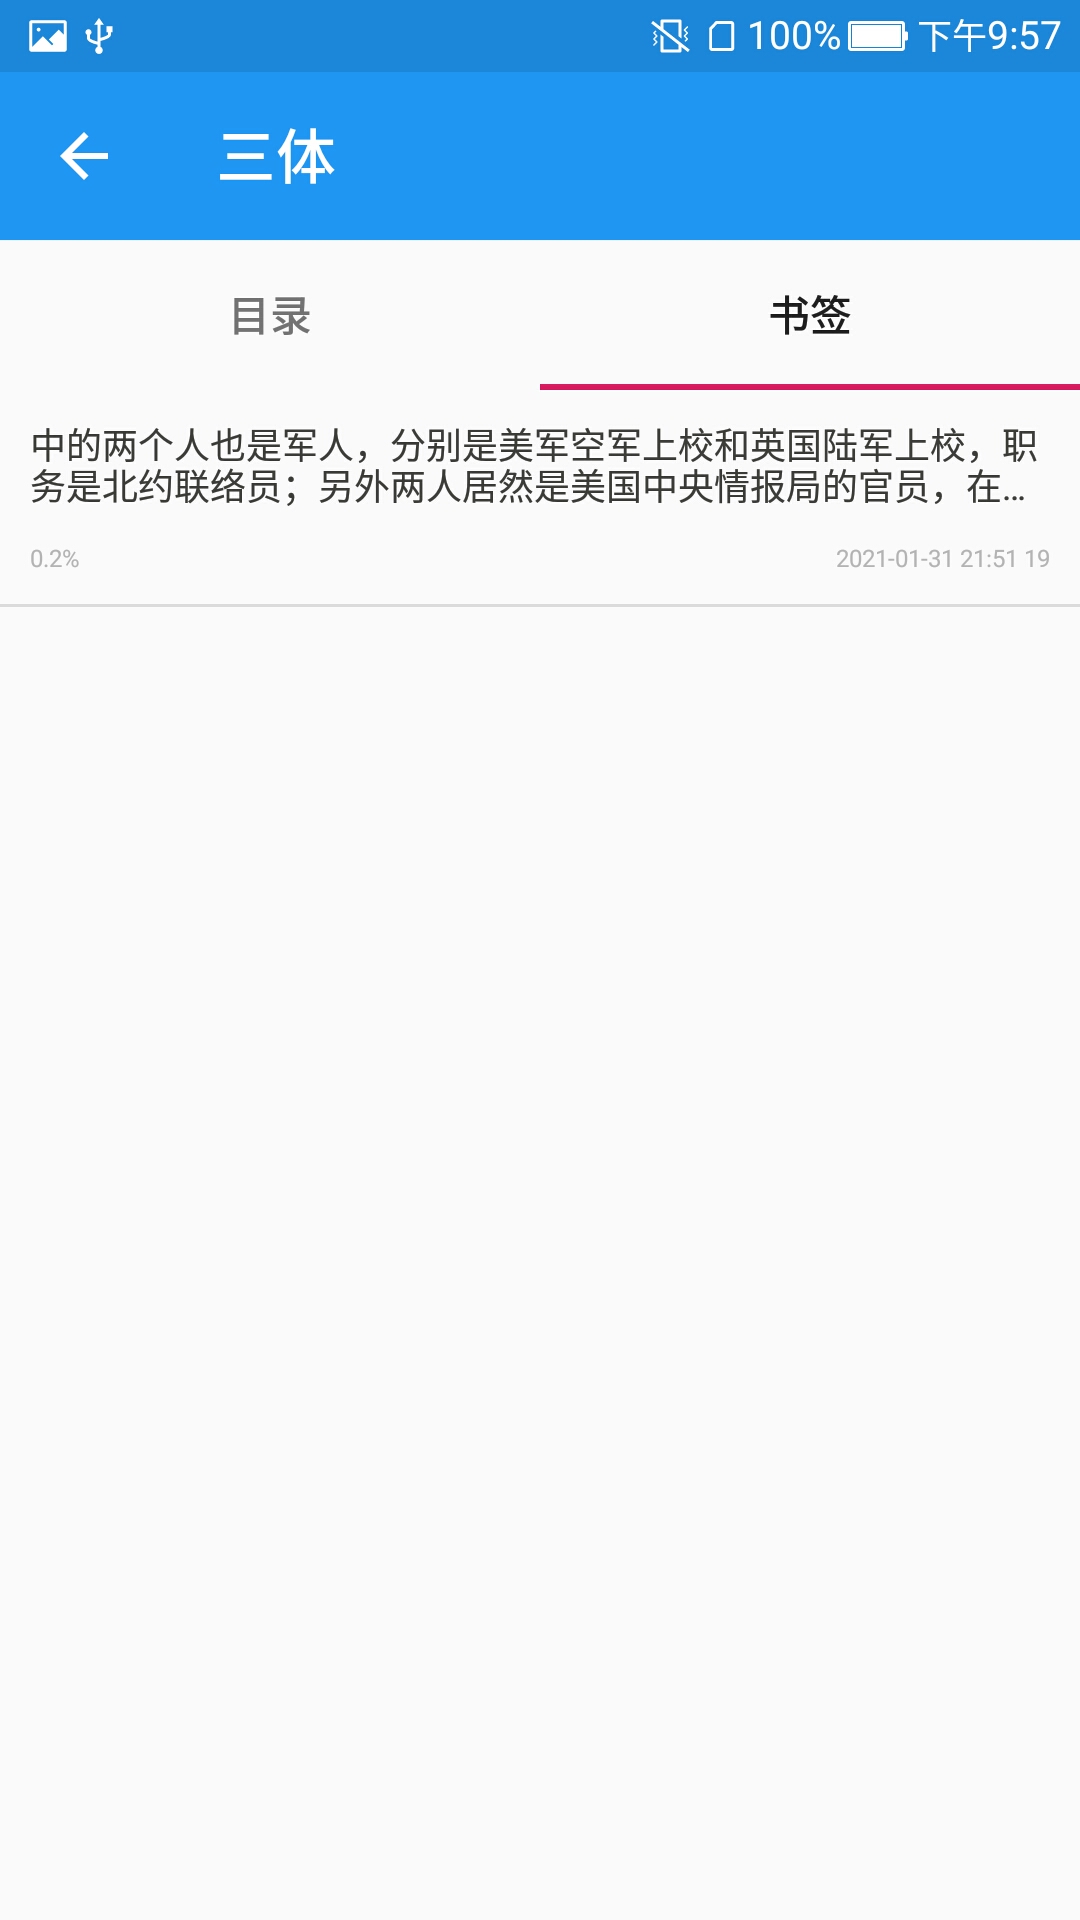 100% 下午9:57
三体
目录 书签
中的两个人也是军人，分别是美军空军上校和英国陆军上校，职
务是北约联络员；另外两人居然是美国中央情报局的官员，在…
0.2% 2021-01-31 21:51 19